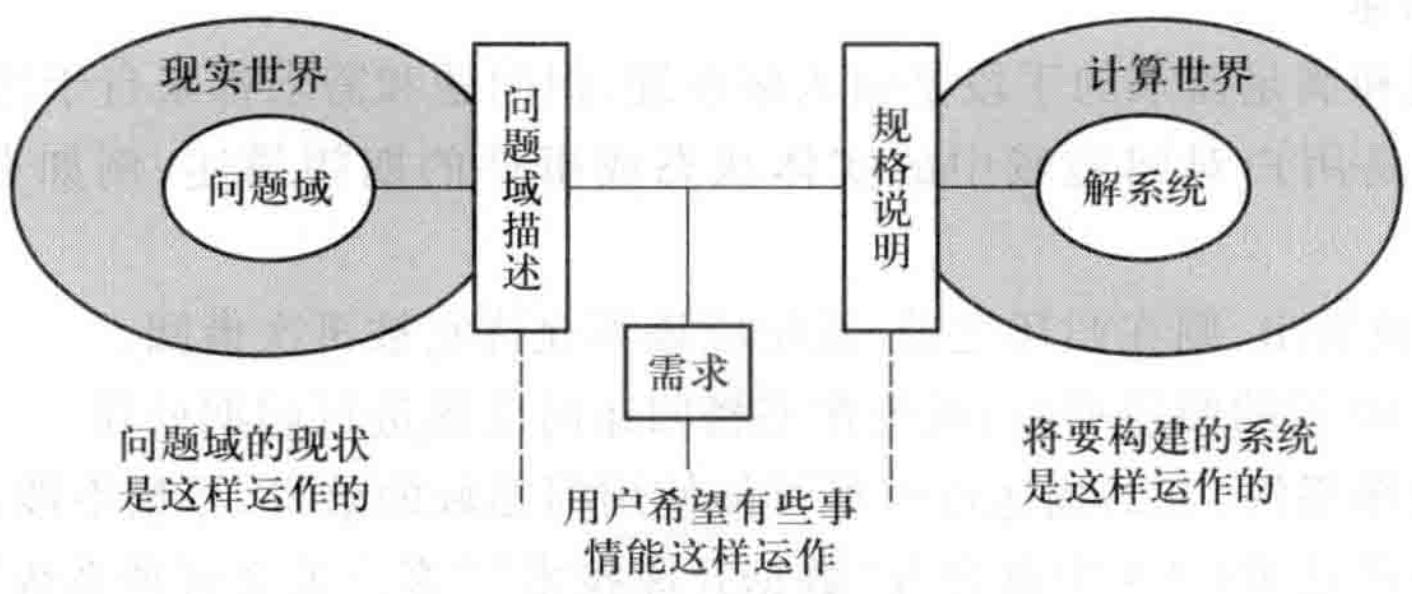 现实世界
问题域
问题域描述
需求
规格说明
计算世界
解系统
问题域的现状
是这样运作的
用户希望有些事
情能这样运作
将要构建的系统
是这样运作的